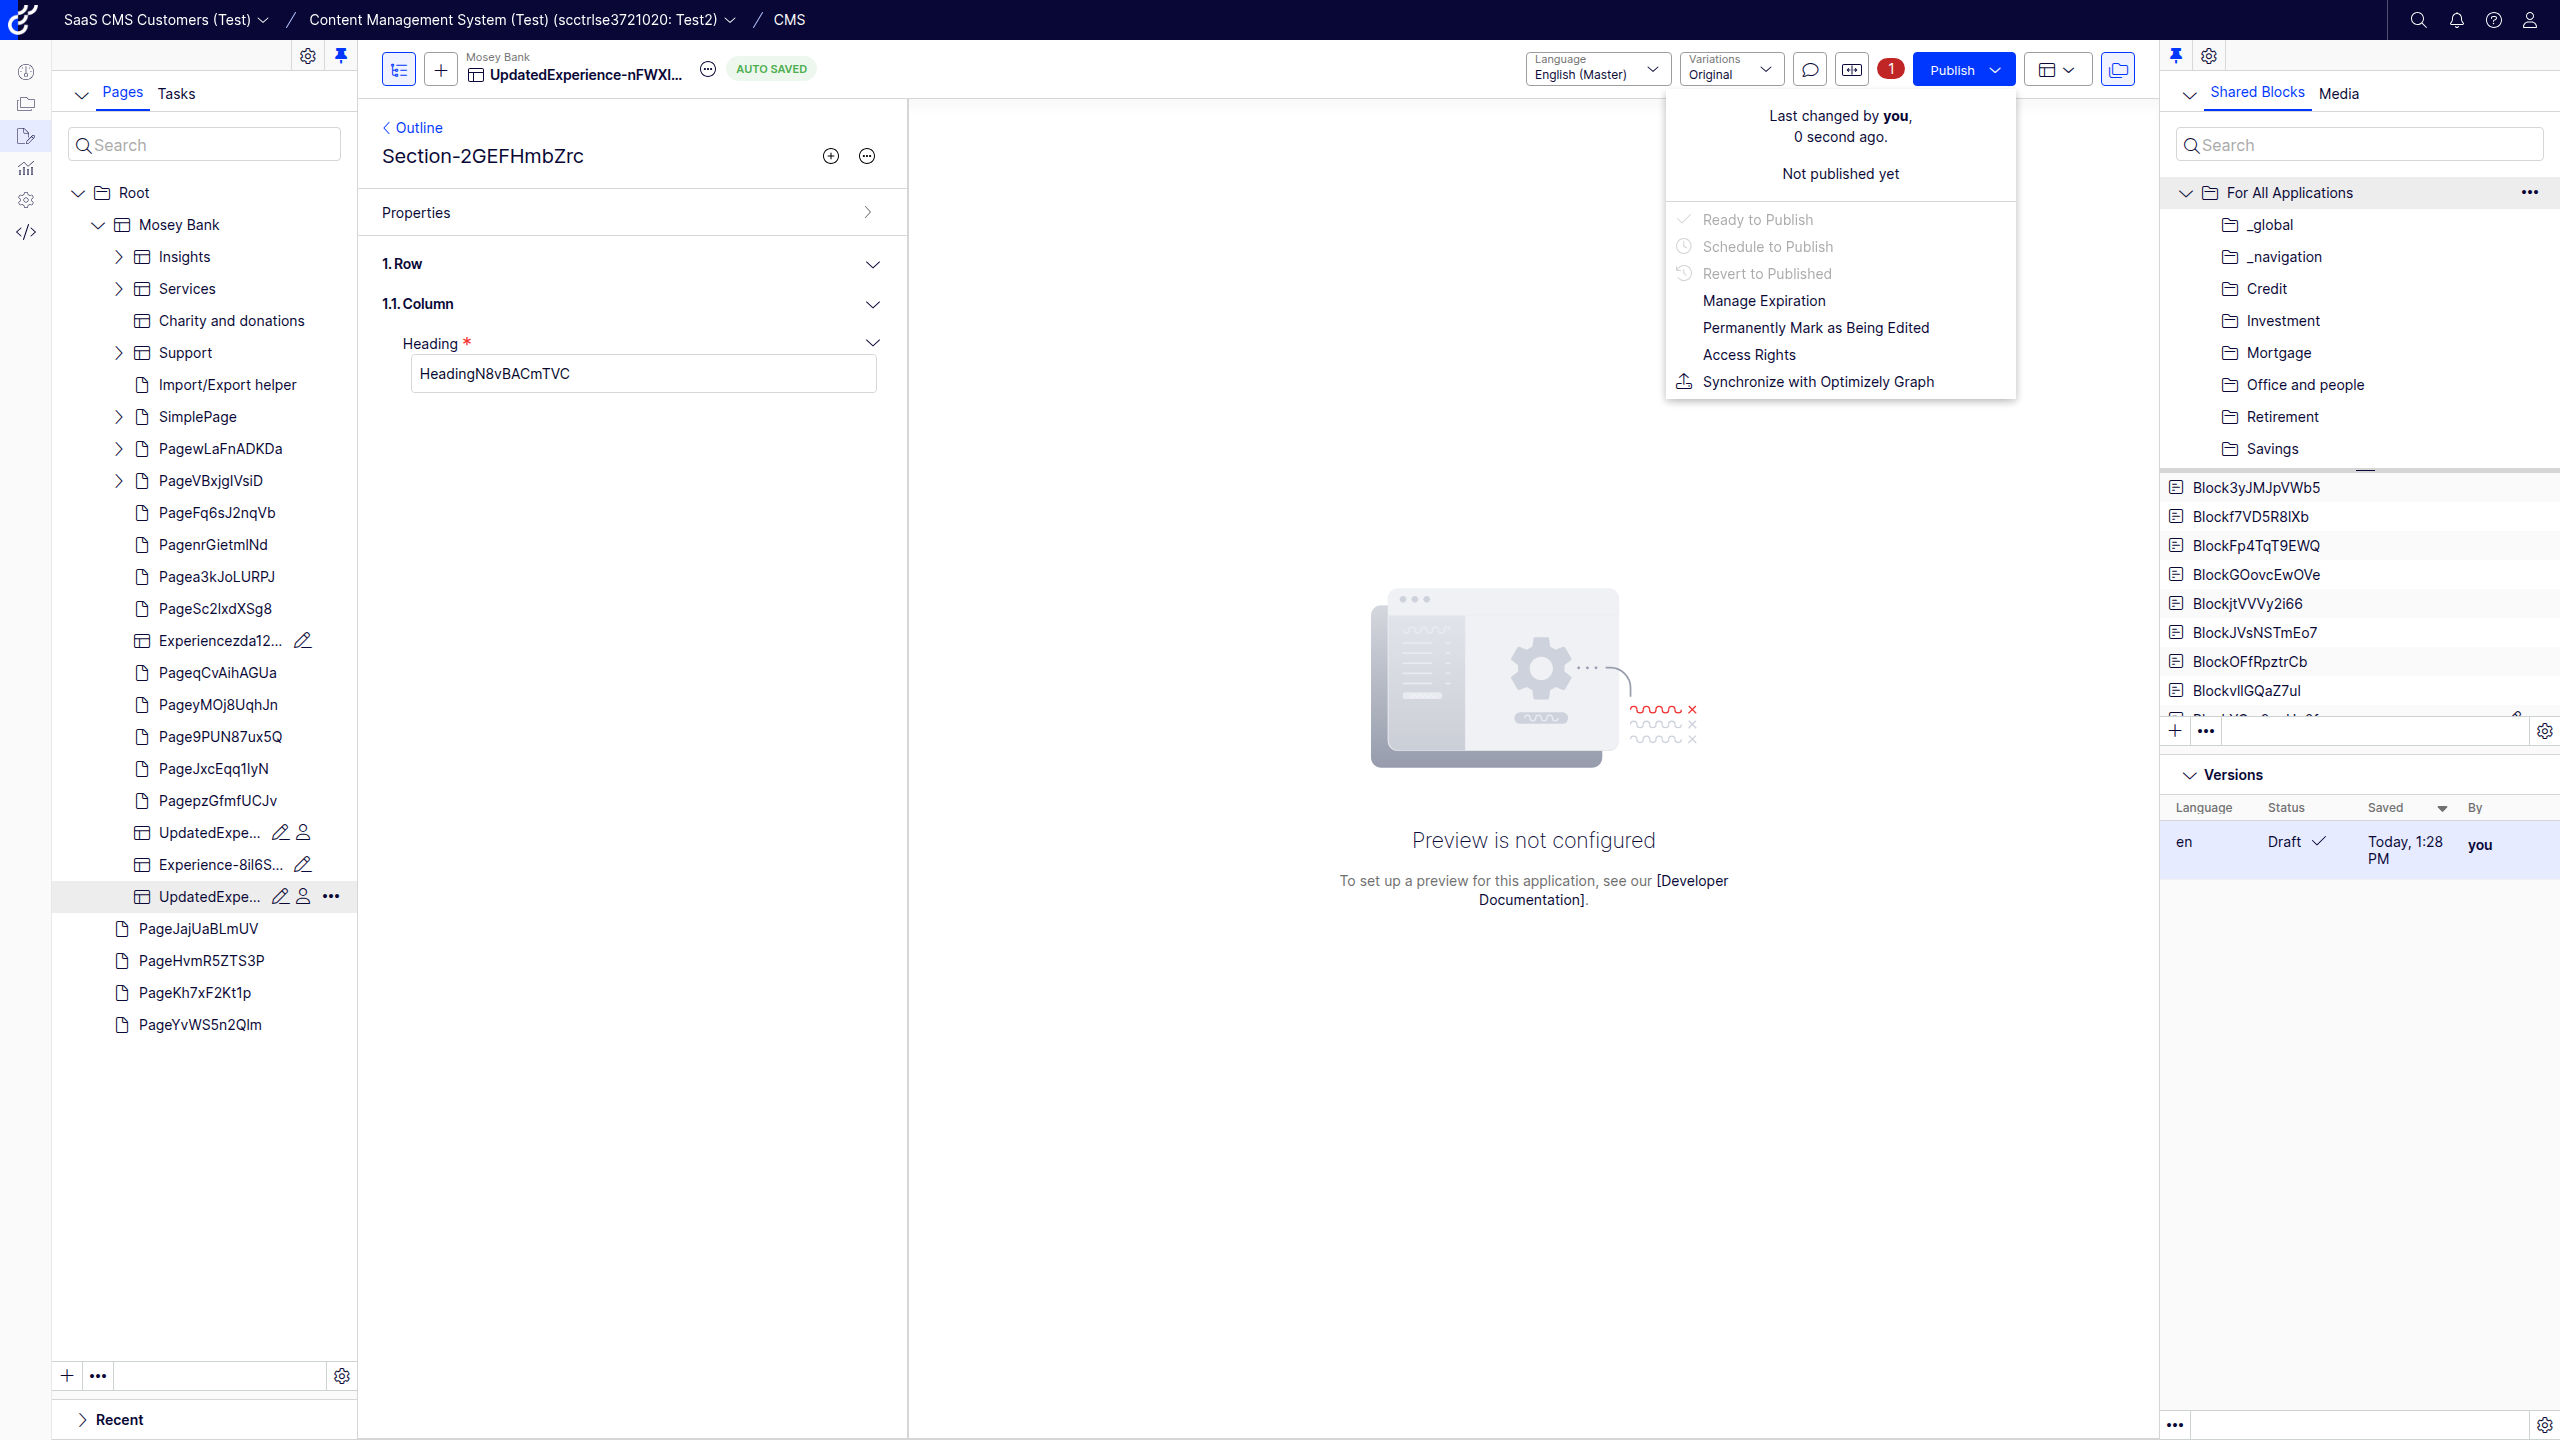 SaaS CMS Customers (Test) / Content Management System (Test) (scctrlse3721020: Test2) / CMS
Pages Tasks
Search
Root
Mosey Bank
Insights
Services
Charity and donations
Support
Import/Export helper
SimplePage
PagewLaFnADKDa
PageVBxjgIVsiD
PageFq6sJ2nqVb
PagenrGietmlNd
Pagea3kJoLURPJ
PageSc2lxdXSg8
Experiencezda12...
PageqCvAihAGUa
PageyMOj8UqhJn
Page9PUN87ux5Q
PageJxcEqq1lyN
PagepzGfmfUCJv
UpdatedExpe...
Experience-8il6S...
UpdatedExpe...
PageJajUaBLmUV
PageHvmR5ZTS3P
PageKh7xF2Kt1p
PageYvWS5n2Qlm
Recent
Mosey Bank
UpdatedExperience-nFWXl...
AUTO SAVED
Language
English (Master)
Variations
Original
1
Publish
Outline
Section-2GEFHmbZrc
Properties
1. Row
1.1. Column
Heading *
HeadingN8vBACmTVC
Last changed by you,
0 second ago.
Not published yet
Ready to Publish
Schedule to Publish
Revert to Published
Manage Expiration
Permanently Mark as Being Edited
Access Rights
Synchronize with Optimizely Graph
Preview is not configured
To set up a preview for this application, see our [Developer
Documentation].
Shared Blocks Media
Search
For All Applications
_global
_navigation
Credit
Investment
Mortgage
Office and people
Retirement
Savings
Block3yJMJpVWb5
Blockf7VD5R8lXb
BlockFp4TqT9EWQ
BlockGOovcEwOVe
BlockjtVVVy2i66
BlockJVsNSTmEo7
BlockOFfRpztrCb
BlockvllGQaZ7ul
Versions
Language Status Saved By
en Draft Today, 1:28 you
PM